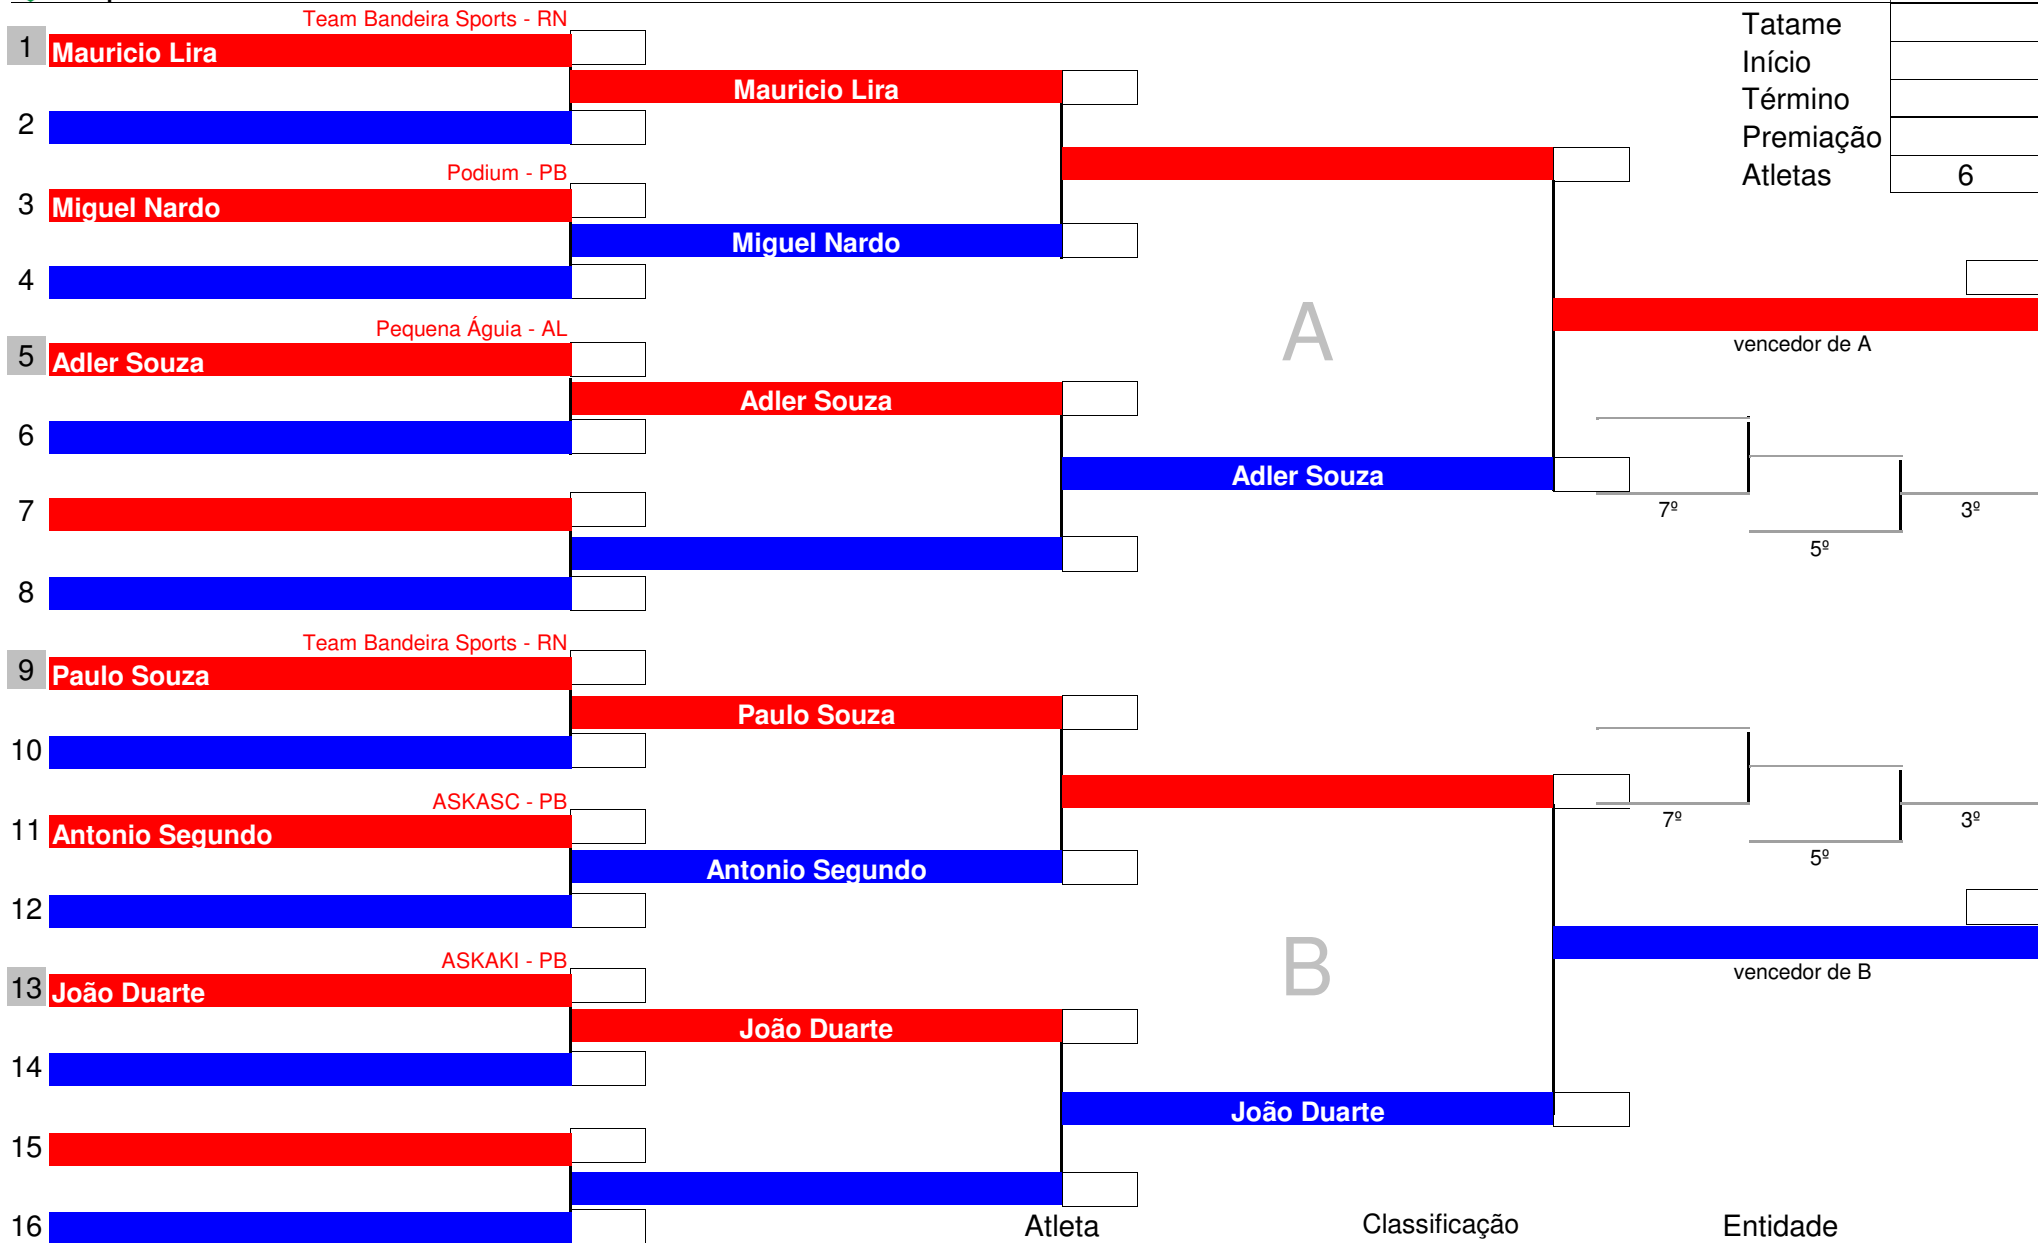 Team Bandeira Sports - RN
Tatame
1 Mauricio Lira
Início
Mauricio Lira
Término
2
Premiação
Podium - PB
Atletas 6
3 Miguel Nardo
Miguel Nardo
4
Pequena Águia - AL
A
vencedor de A
5 Adler Souza
Adler Souza
6
Adler Souza
7
7º 3º
5º
8
Team Bandeira Sports - RN
9 Paulo Souza
Paulo Souza
10
ASKASC - PB
7º 3º
11 Antonio Segundo
5º
Antonio Segundo
12
ASKAKI - PB
B
vencedor de B
13 João Duarte
João Duarte
14
João Duarte
15
16
Atleta Classificação Entidade